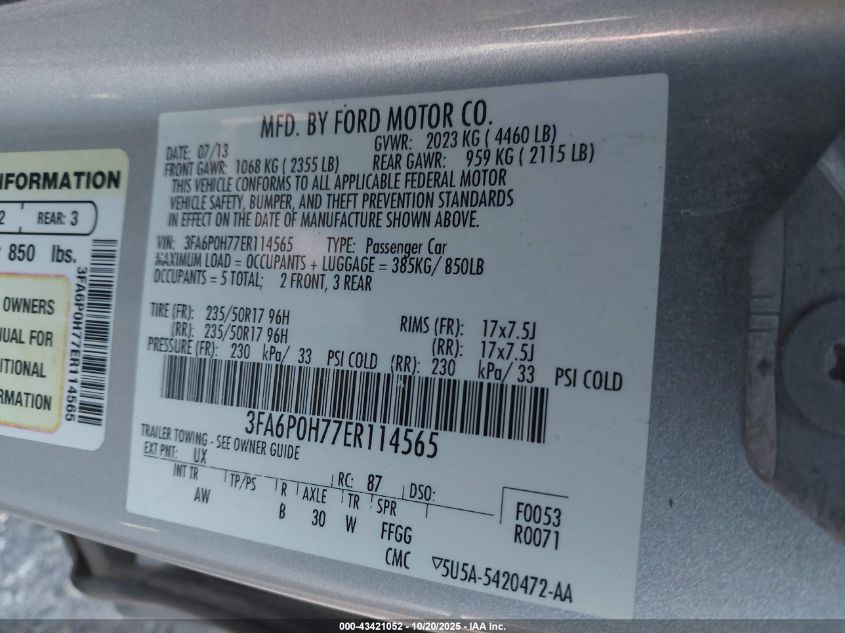 NFORMATION
2 REAR: 3
850 lbs.
OWNERS
NUAL FOR
ITIONAL
ORMATION
3FA6P0H77ER114565
MFD. BY FORD MOTOR CO.
DATE: 07/13 GVWR: 2023 KG ( 4460 LB)
FRONT GAWR: 1068 KG ( 2355 LB) REAR GAWR: 959 KG ( 2115 LB)
THIS VEHICLE CONFORMS TO ALL APPLICABLE FEDERAL MOTOR
VEHICLE SAFETY, BUMPER, AND THEFT PREVENTION STANDARDS
IN EFFECT ON THE DATE OF MANUFACTURE SHOWN ABOVE.
VIN: 3FA6P0H77ER114565 TYPE: Passenger Car
MAXIMUM LOAD = OCCUPANTS + LUGGAGE = 385KG/ 850LB
OCCUPANTS = 5 TOTAL; 2 FRONT, 3 REAR
TIRE (FR): 235/50R17 96H RIMS (FR): 17x7.5J
(RR): 235/50R17 96H (RR): 17x7.5J
PRESSURE (FR): 230 kPa/ 33 PSI COLD (RR): 230 kPa/ 33 PSI COLD
3FA6P0H77ER114565
TRAILER TOWING - SEE OWNER GUIDE
EXT PNT: UX RC: 87 DSO:
INT TR TP/PS R AXLE TR SPR F0053
AW B 30 W FFGG R0071
CMC ▽5U5A-5420472-AA
000-43421052 | 10/20/2025 - IAA Inc.